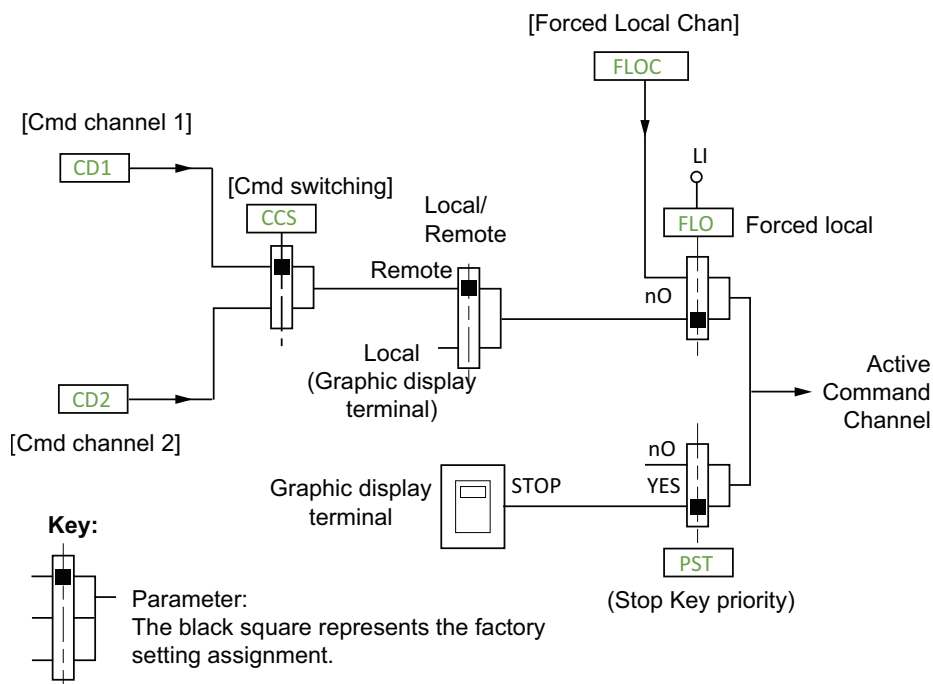 [Forced Local Chan]
FLOC
[Cmd channel 1]
CD1
[Cmd switching]
CCS
Local/
Remote
LI
FLO
Forced local
Remote
nO
Local
(Graphic display
terminal)
CD2
[Cmd channel 2]
Active
Command
Channel
nO
Graphic display
terminal
STOP
YES
PST
(Stop Key priority)
Key:
Parameter:
The black square represents the factory
setting assignment.